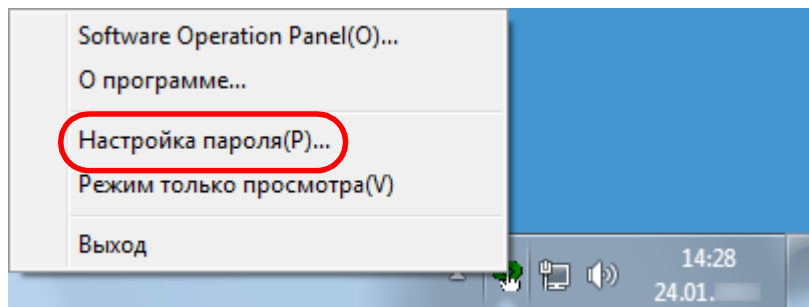 Software Operation Panel(O)...
О программе...
Настройка пароля(P)...
Режим только просмотра(V)
Выход
14:28
24.01.